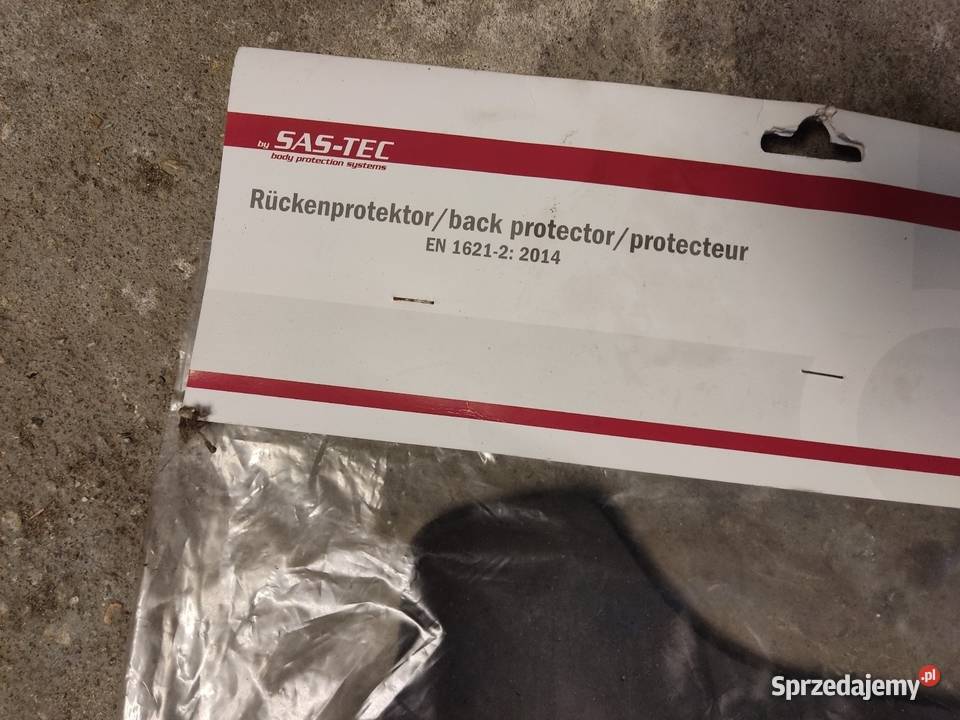 by SAS-TEC
body protection systems
Rückenprotektor/back protector/protecteur
EN 1621-2: 2014
Sprzedajemy.pl